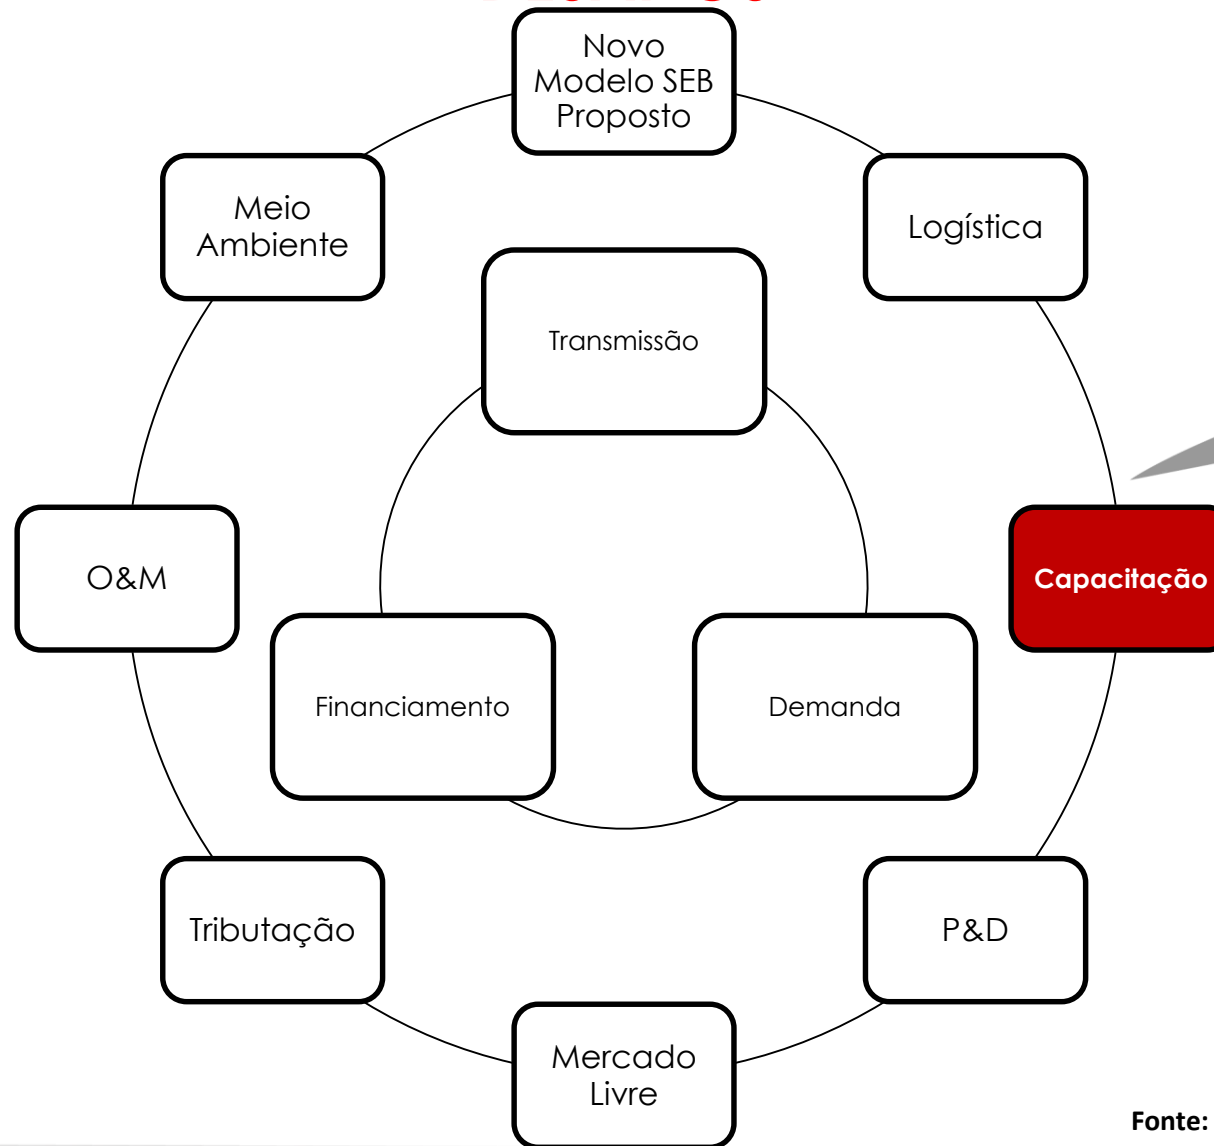 Novo
Modelo SEB
Proposto
Meio
Ambiente
Logística
Transmissão
O&M
Capacitação
Financiamento
Demanda
Tributação
P&D
Mercado
Livre
Fonte: